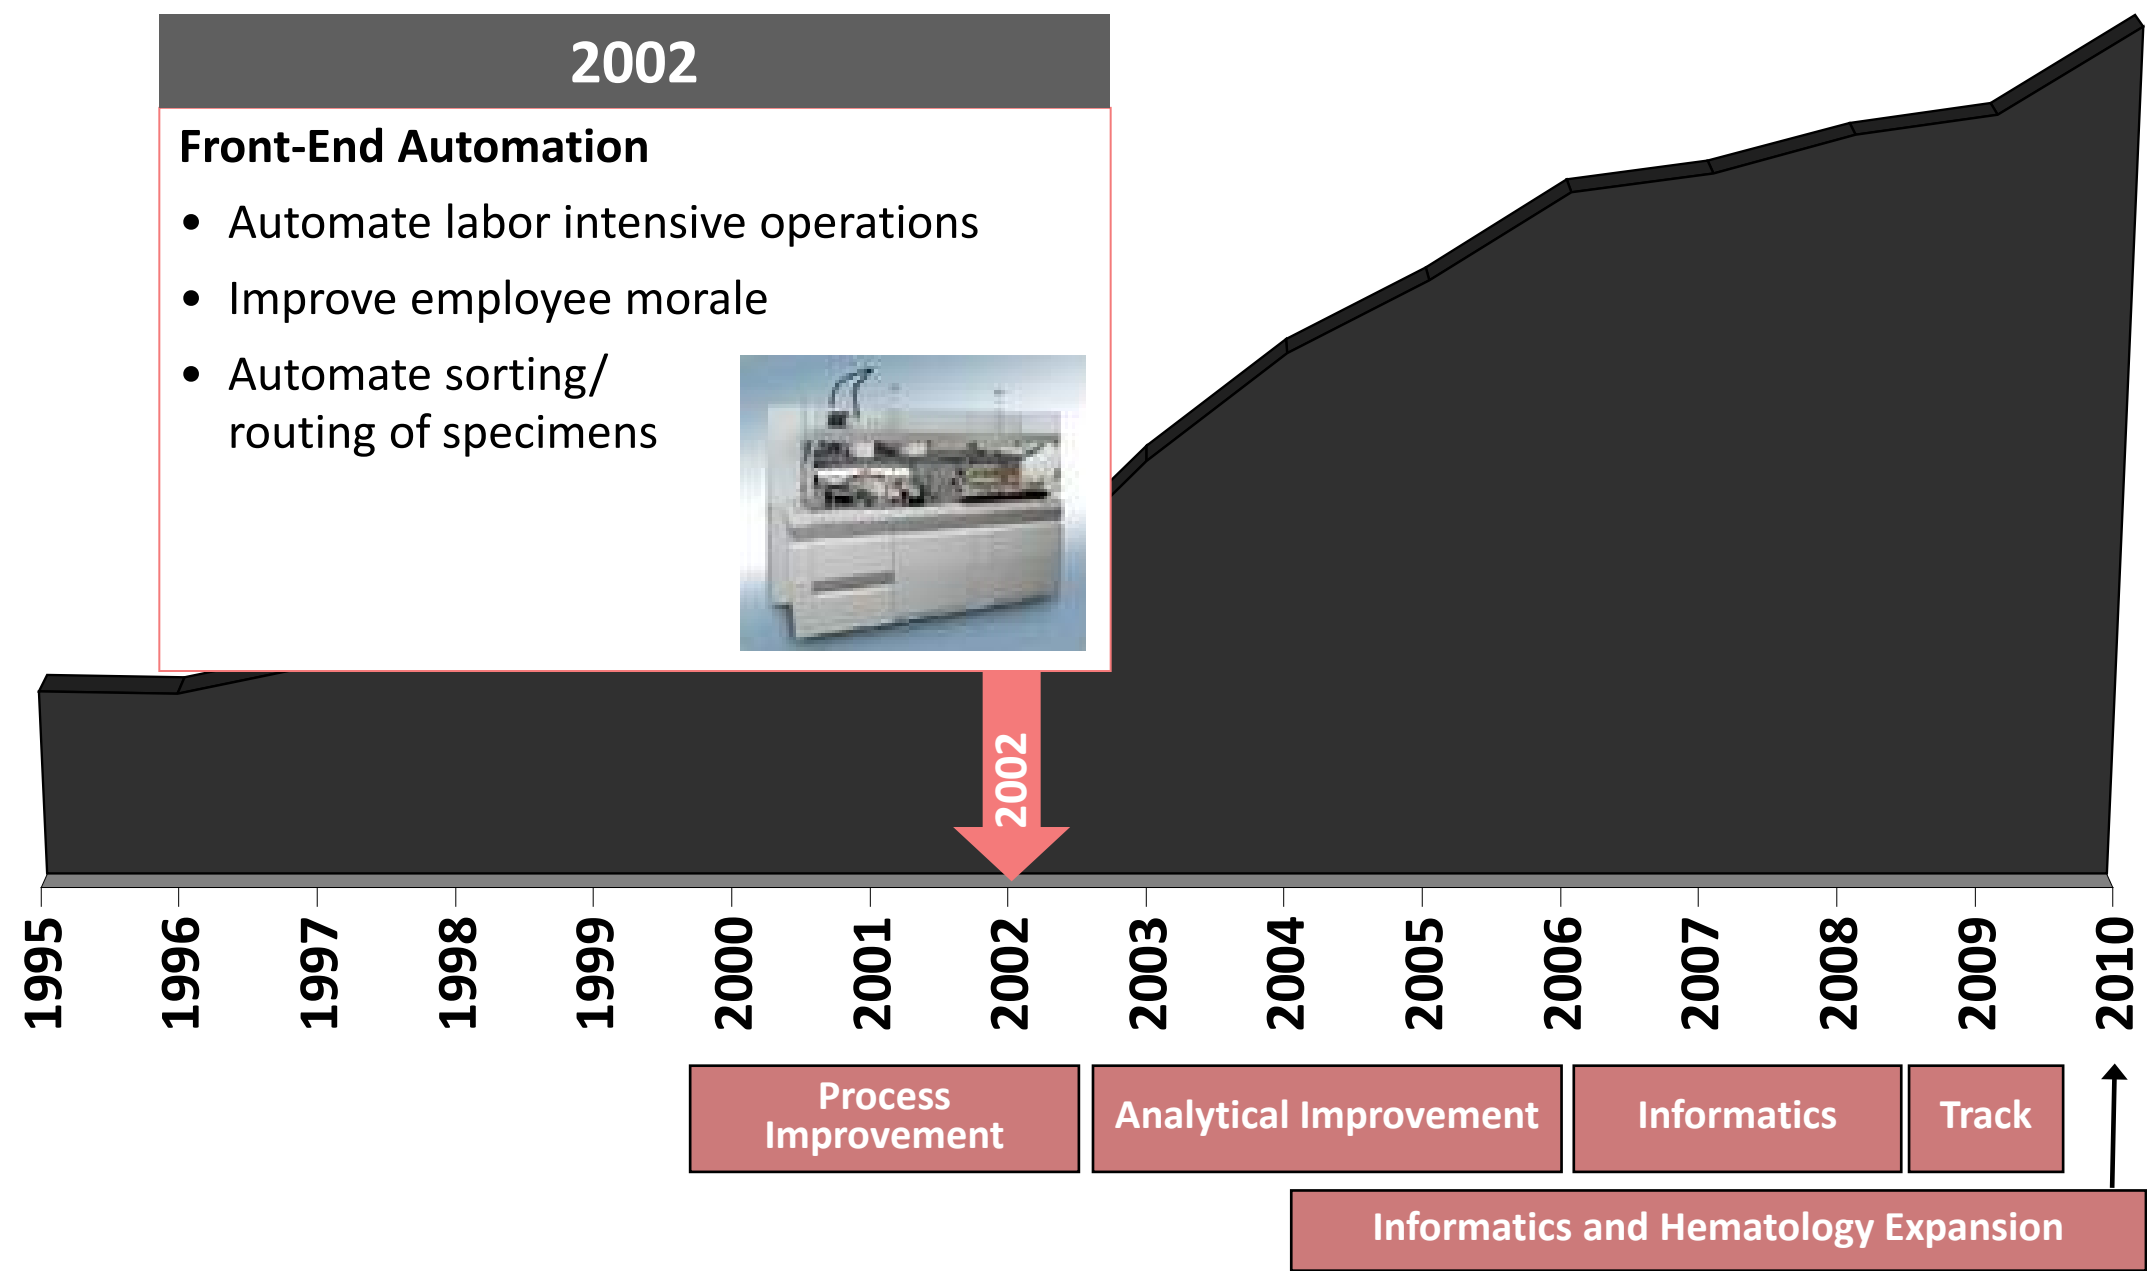 2002
Front-End Automation
• Automate labor intensive operations
• Improve employee morale
• Automate sorting/
routing of specimens
2002
1995
1996
1997
1998
1999
2000
2001
2002
2003
2004
2005
2006
2007
2008
2009
2010
Process
Improvement
Analytical Improvement
Informatics
Track
Informatics and Hematology Expansion